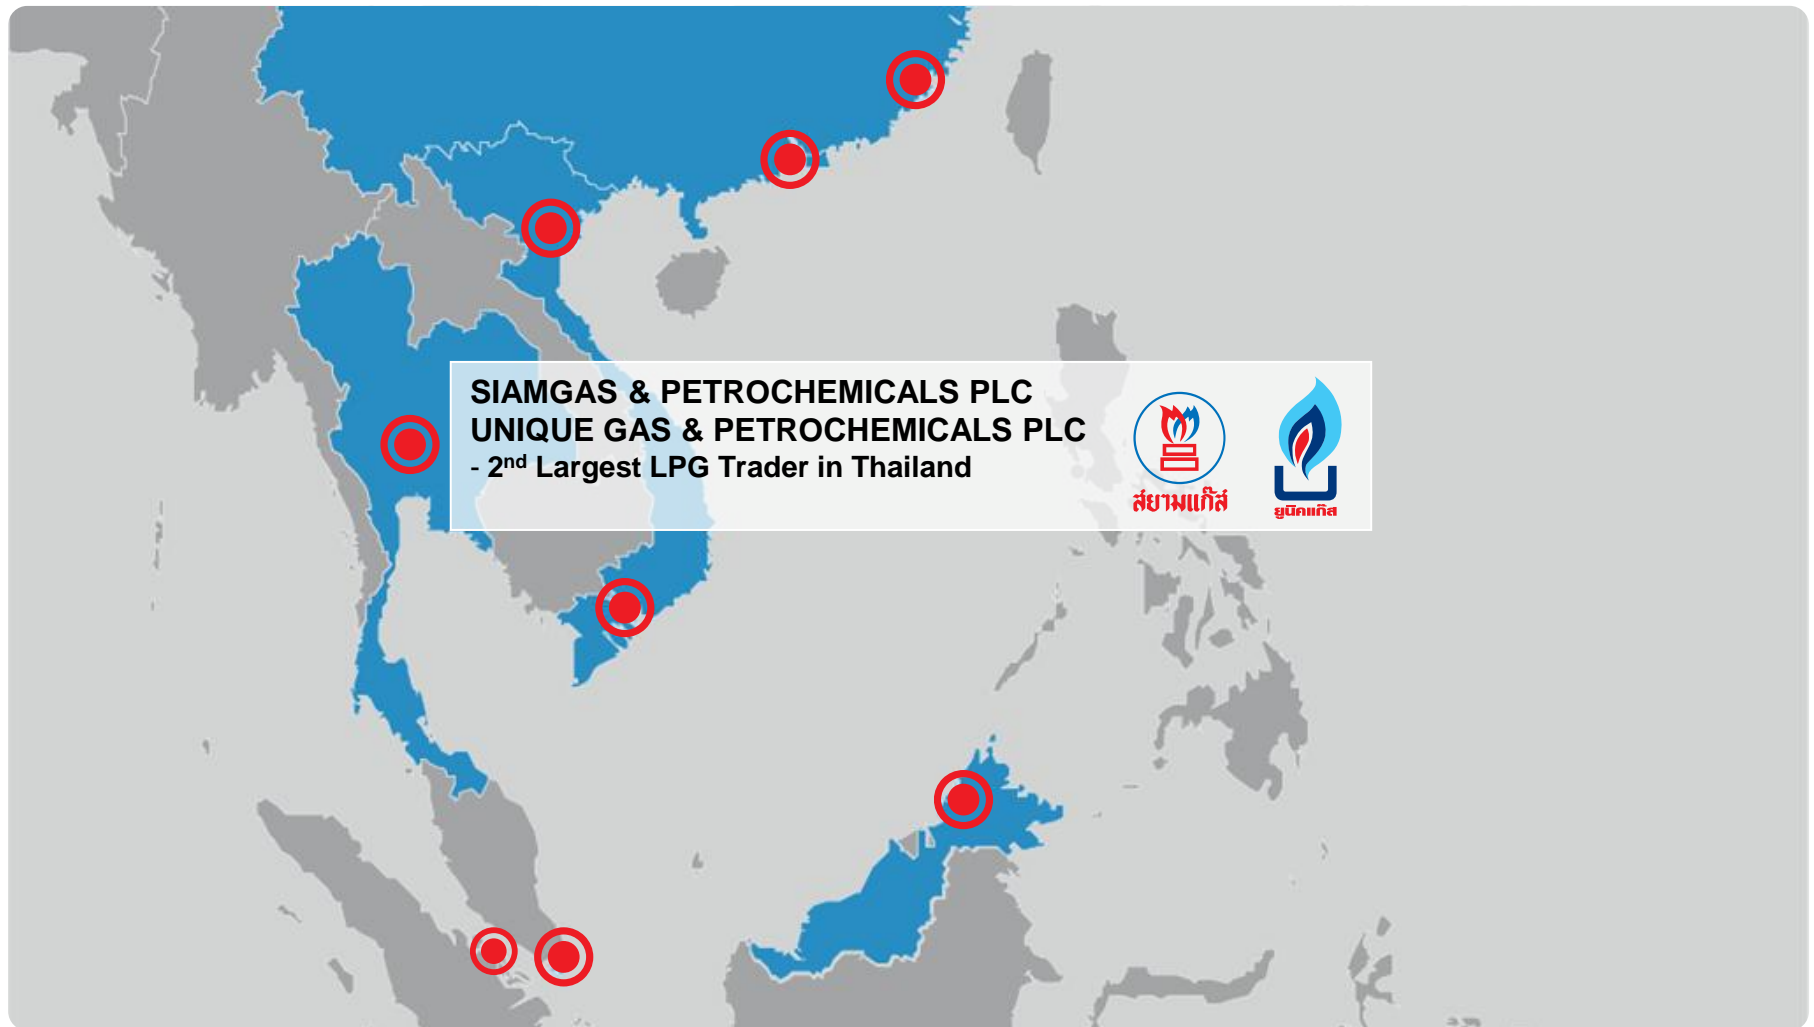 SIAMGAS & PETROCHEMICALS PLC
UNIQUE GAS & PETROCHEMICALS PLC
- 2nd Largest LPG Trader in Thailand
สยามแก๊ส
ยูนิคแก๊ส